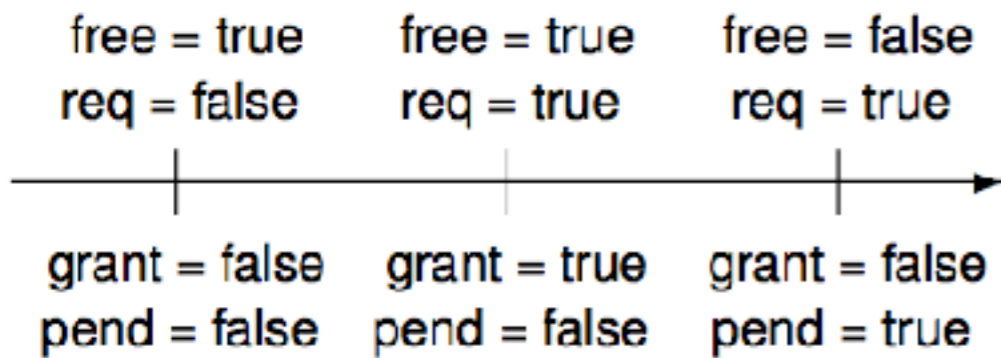 free = true free = true free = false
req = false req = true req = true
grant = false grant = true grant = false
pend = false pend = false pend = true